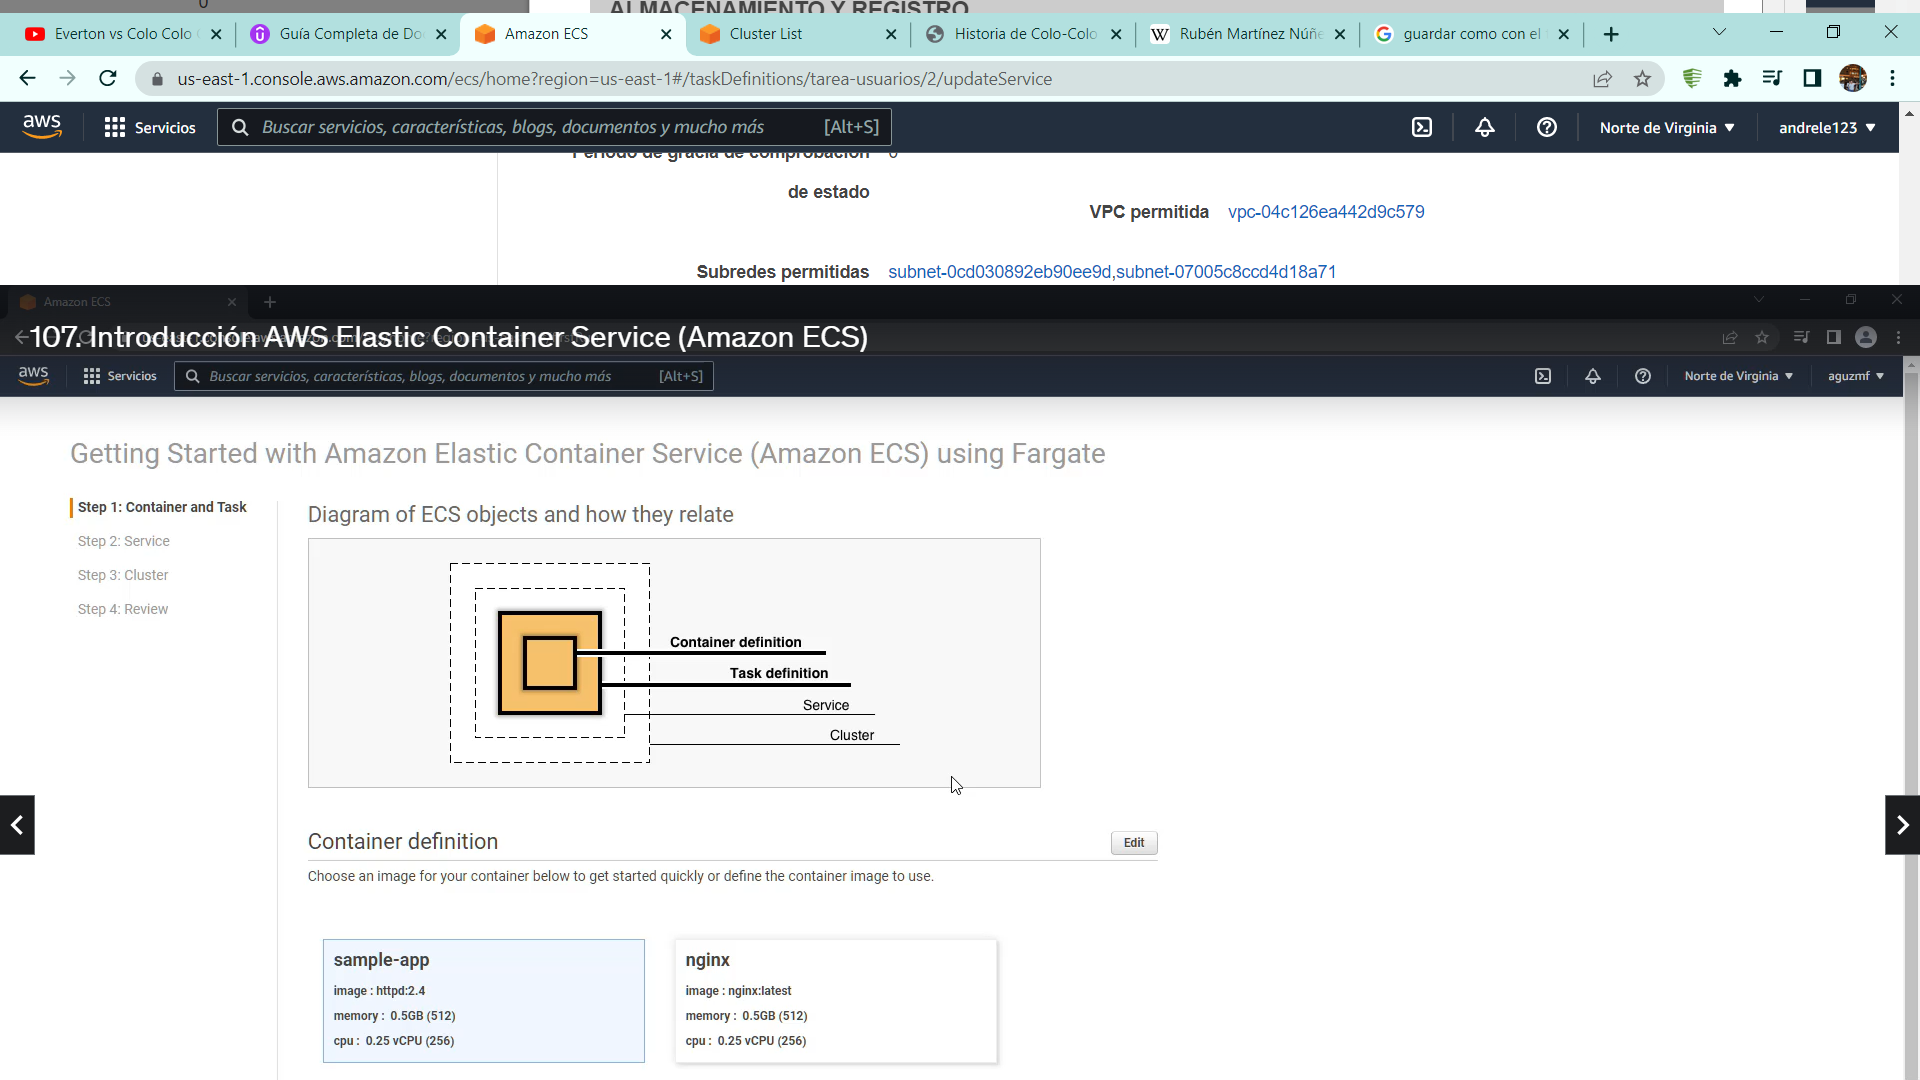 0
ALMACENAMIENTO Y REGISTRO
Everton vs Colo Colo
Guía Completa de Do
Amazon ECS
Cluster List
Historia de Colo-Colo
W Rubén Martínez Núñe
guardar como con el
us-east-1.console.aws.amazon.com/ecs/home?region=us-east-1#/taskDefinitions/tarea-usuarios/2/updateService
aws
Servicios
Buscar servicios, características, blogs, documentos y mucho más [Alt+S]
Norte de Virginia
andrele123
Periodo de gracia de comprobación 0
de estado
VPC permitida vpc-04c126ea442d9c579
Subredes permitidas subnet-0cd030892eb90ee9d,subnet-07005c8ccd4d18a71
Amazon ECS
107. Introducción AWS Elastic Container Service (Amazon ECS)
aws
Servicios
Buscar servicios, características, blogs, documentos y mucho más [Alt+S]
Norte de Virginia
aguzmf
Getting Started with Amazon Elastic Container Service (Amazon ECS) using Fargate
Step 1: Container and Task
Step 2: Service
Step 3: Cluster
Step 4: Review
Diagram of ECS objects and how they relate
Container definition
Task definition
Service
Cluster
Container definition
Edit
Choose an image for your container below to get started quickly or define the container image to use.
sample-app
image : httpd:2.4
memory : 0.5GB (512)
cpu : 0.25 vCPU (256)
nginx
image : nginx:latest
memory : 0.5GB (512)
cpu : 0.25 vCPU (256)